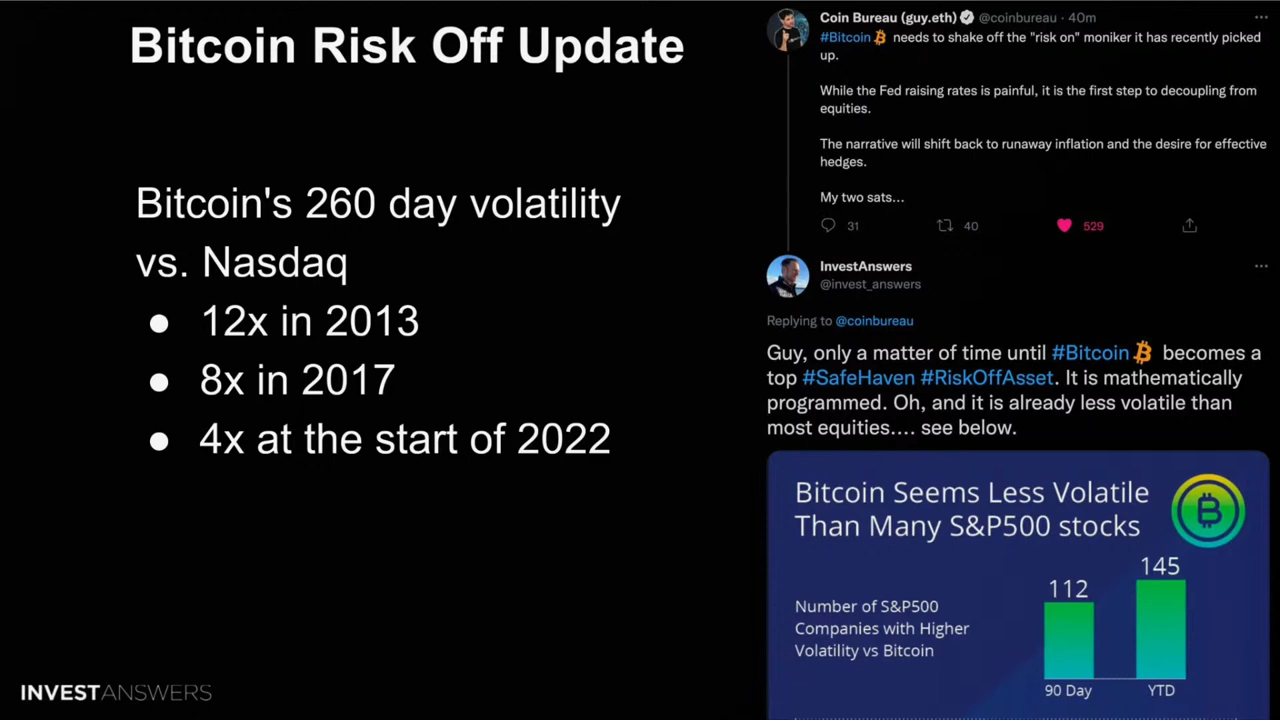 Bitcoin Risk Off Update
Bitcoin's 260 day volatility
vs. Nasdaq
● 12x in 2013
● 8x in 2017
● 4x at the start of 2022
INVESTANSWERS
Coin Bureau (guy.eth) @coinbureau · 40m
#Bitcoin needs to shake off the "risk on" moniker it has recently picked
up.
While the Fed raising rates is painful, it is the first step to decoupling from
equities.
The narrative will shift back to runaway inflation and the desire for effective
hedges.
My two sats...
31 40 529
InvestAnswers
@invest_answers
Replying to @coinbureau
Guy, only a matter of time until #Bitcoin becomes a
top #SafeHaven #RiskOffAsset. It is mathematically
programmed. Oh, and it is already less volatile than
most equities.... see below.
Bitcoin Seems Less Volatile
Than Many S&P500 stocks
Number of S&P500
Companies with Higher
Volatility vs Bitcoin
112
145
90 Day
YTD